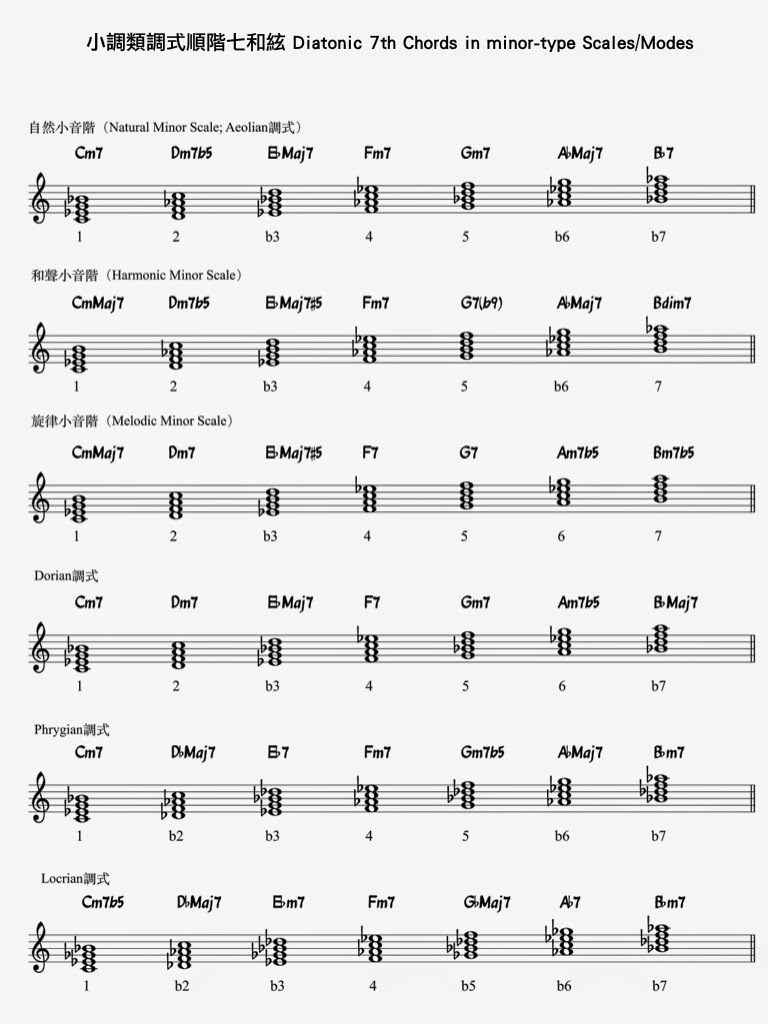 小調類調式順階七和絃 Diatonic 7th Chords in minor-type Scales/Modes
自然小音階（Natural Minor Scale; Aeolian調式）
Cm7 Dm7b5 E♭Maj7 Fm7 Gm7 A♭Maj7 B♭7
1 2 b3 4 5 b6 b7
和聲小音階（Harmonic Minor Scale）
CmMaj7 Dm7b5 E♭Maj7♯5 Fm7 G7(b9) A♭Maj7 Bdim7
1 2 b3 4 5 b6 7
旋律小音階（Melodic Minor Scale）
CmMaj7 Dm7 E♭Maj7♯5 F7 G7 Am7b5 Bm7b5
1 2 b3 4 5 6 7
Dorian調式
Cm7 Dm7 E♭Maj7 F7 Gm7 Am7b5 B♭Maj7
1 2 b3 4 5 6 b7
Phrygian調式
Cm7 D♭Maj7 E♭7 Fm7 Gm7b5 A♭Maj7 B♭m7
1 b2 b3 4 5 b6 b7
Locrian調式
Cm7b5 D♭Maj7 E♭m7 Fm7 G♭Maj7 A♭7 B♭m7
1 b2 b3 4 b5 b6 b7